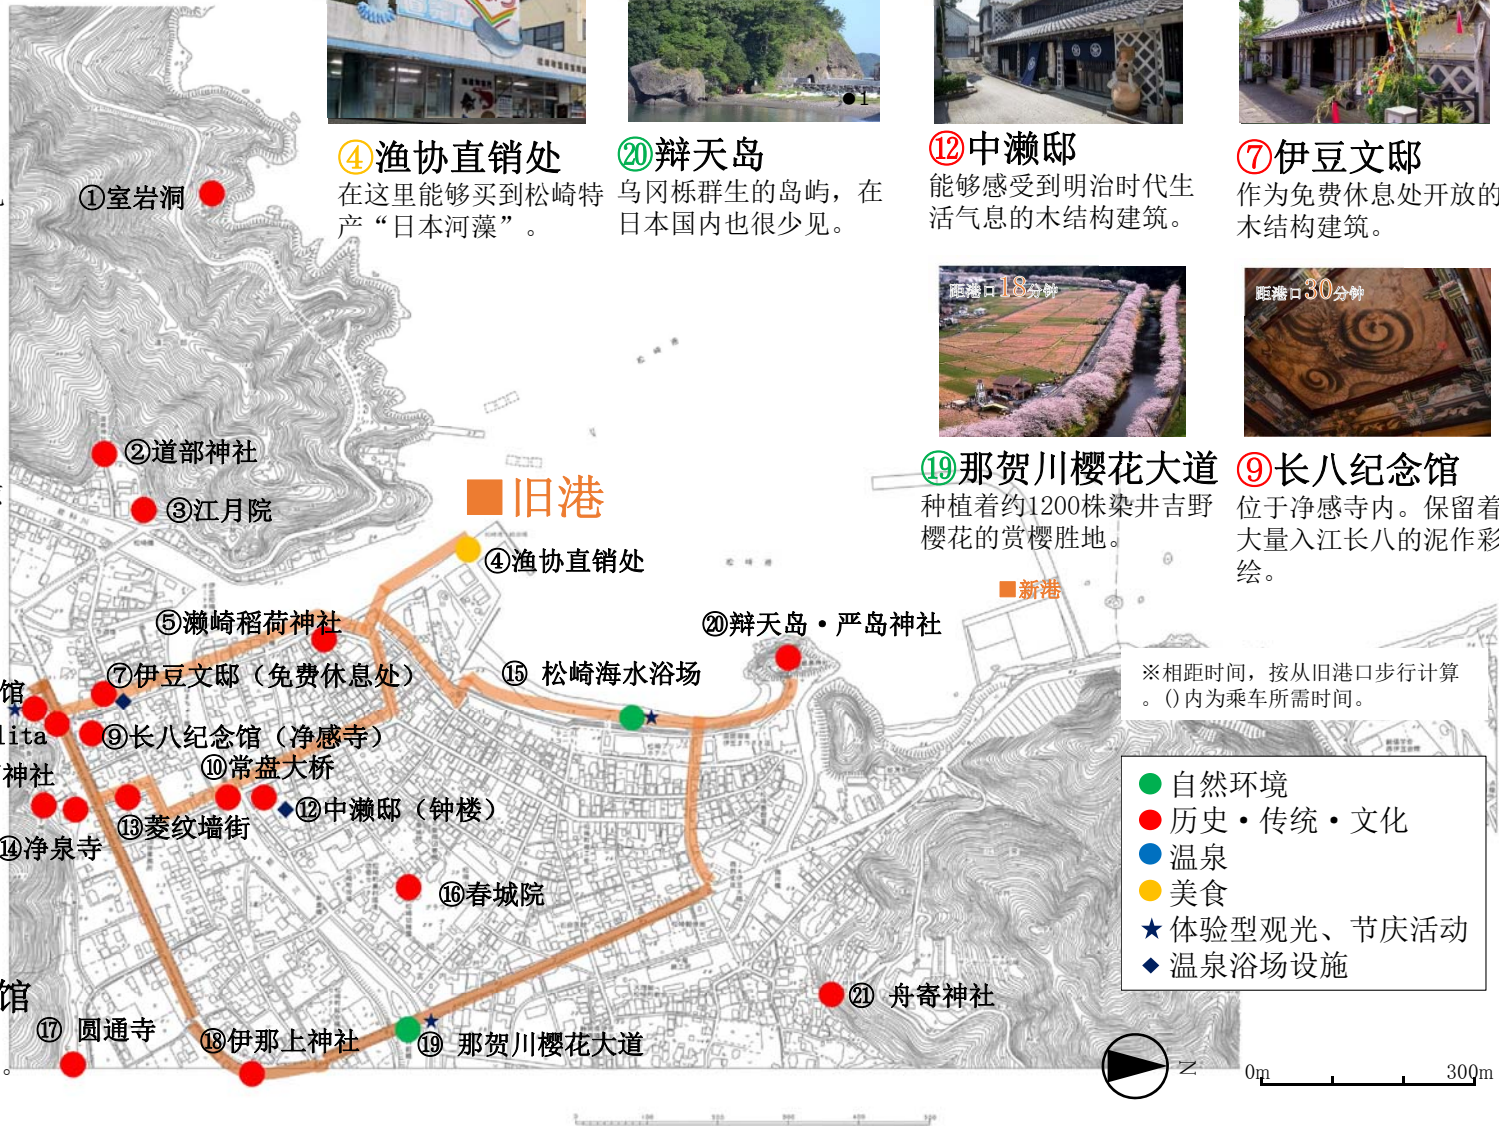 ④渔协直销处
在这里能够买到松崎特
产“日本河藻”。
⑳辩天岛
乌冈栎群生的岛屿，在
日本国内也很少见。
⑫中濑邸
能够感受到明治时代生
活气息的木结构建筑。
⑦伊豆文邸
作为免费休息处开放的
木结构建筑。
距港口18分钟
⑲那贺川樱花大道
种植着约1200株染井吉野
樱花的赏樱胜地。
距港口30分钟
⑨长八纪念馆
位于净感寺内。保留着
大量入江长八的泥作彩
绘。
①室岩洞
②道部神社
③江月院
■旧港
④渔协直销处
■新港
⑤濑崎稻荷神社
⑳辩天岛・严岛神社
⑦伊豆文邸（免费休息处）
⑮ 松崎海水浴场
馆
lita
⑨长八纪念馆（净感寺）
神社
⑩常盘大桥
⑫中濑邸（钟楼）
⑬菱纹墙街
⑭净泉寺
⑯春城院
馆
⑰ 圆通寺
⑱伊那上神社
⑲ 那贺川樱花大道
㉑ 舟寄神社
※相距时间，按从旧港口步行计算
。()内为乘车所需时间。
自然环境
历史・传统・文化
温泉
美食
★体验型观光、节庆活动
◆温泉浴场设施
N
0m 300m